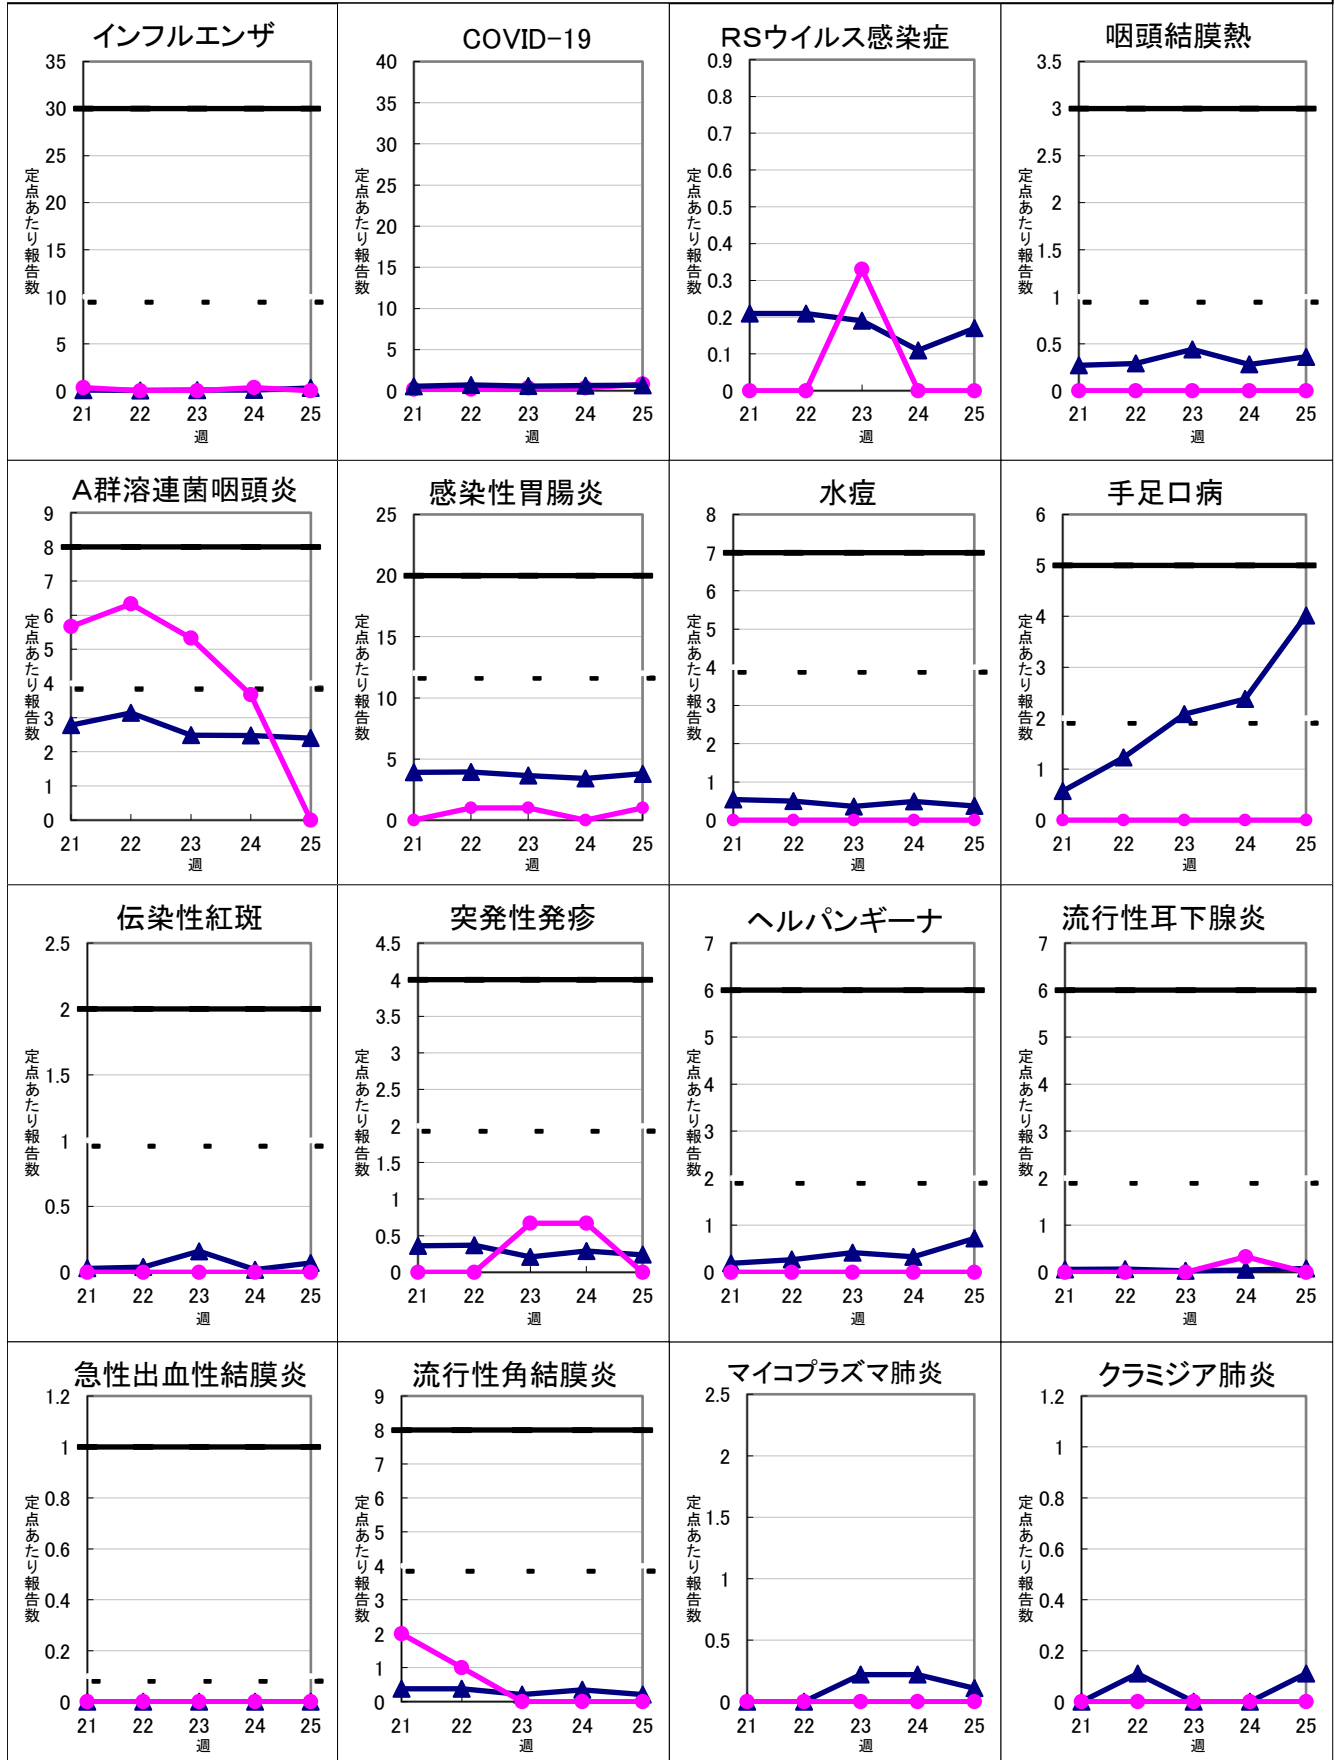 インフルエンザ
35
30
25
20
15
10
5
0
定点あたり報告数
21 22 23 24 25
週
COVID-19
40
35
30
25
20
15
10
5
0
定点あたり報告数
21 22 23 24 25
週
RSウイルス感染症
0.9
0.8
0.7
0.6
0.5
0.4
0.3
0.2
0.1
0
定点あたり報告数
21 22 23 24 25
週
咽頭結膜熱
3.5
3
2.5
2
1.5
1
0.5
0
定点あたり報告数
21 22 23 24 25
週
A群溶連菌咽頭炎
9
8
7
6
5
4
3
2
1
0
定点あたり報告数
21 22 23 24 25
週
感染性胃腸炎
25
20
15
10
5
0
定点あたり報告数
21 22 23 24 25
週
水痘
8
7
6
5
4
3
2
1
0
定点あたり報告数
21 22 23 24 25
週
手足口病
6
5
4
3
2
1
0
定点あたり報告数
21 22 23 24 25
週
伝染性紅斑
2.5
2
1.5
1
0.5
0
定点あたり報告数
21 22 23 24 25
週
突発性発疹
4.5
4
3.5
3
2.5
2
1.5
1
0.5
0
定点あたり報告数
21 22 23 24 25
週
ヘルパンギーナ
7
6
5
4
3
2
1
0
定点あたり報告数
21 22 23 24 25
週
流行性耳下腺炎
7
6
5
4
3
2
1
0
定点あたり報告数
21 22 23 24 25
週
急性出血性結膜炎
1.2
1
0.8
0.6
0.4
0.2
0
定点あたり報告数
21 22 23 24 25
週
流行性角結膜炎
9
8
7
6
5
4
3
2
1
0
定点あたり報告数
21 22 23 24 25
週
マイコプラズマ肺炎
2.5
2
1.5
1
0.5
0
定点あたり報告数
21 22 23 24 25
週
クラミジア肺炎
1.2
1
0.8
0.6
0.4
0.2
0
定点あたり報告数
21 22 23 24 25
週